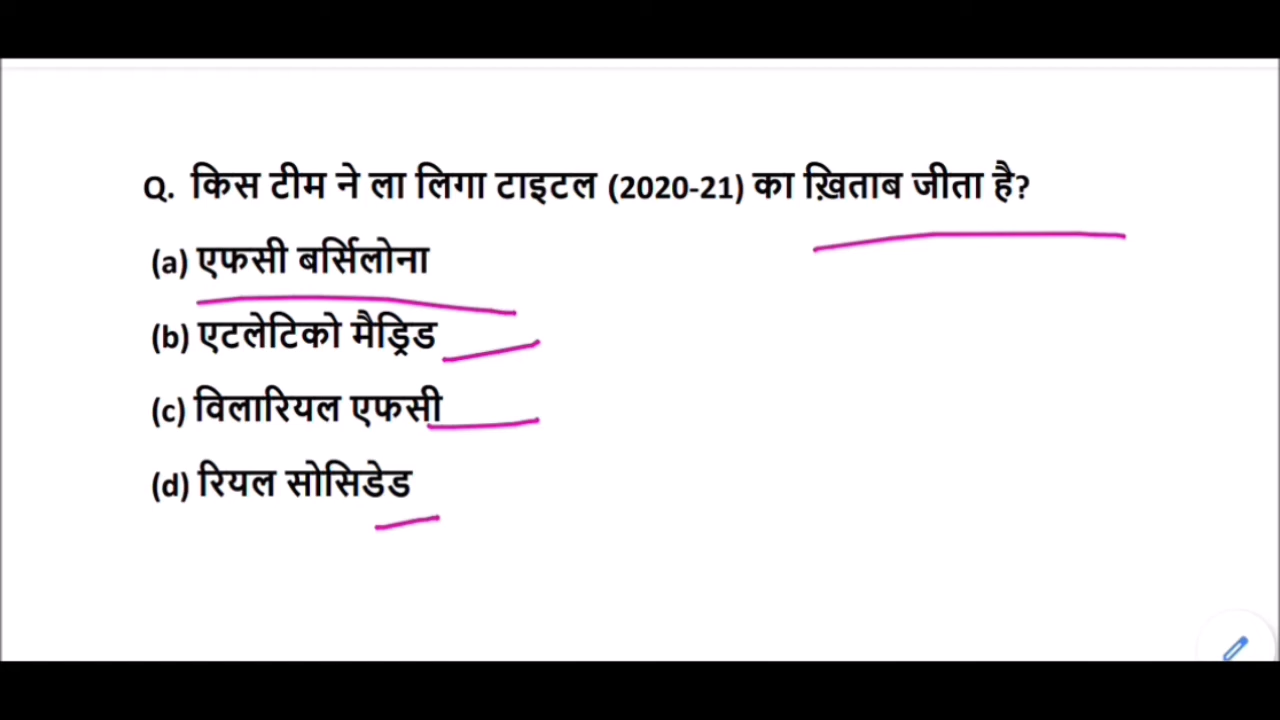 Q. किस टीम ने ला लिगा टाइटल (2020-21) का ख़िताब जीता है?
(a) एफसी बर्सिलोना
(b) एटलेटिको मैड्रिड
(c) विलारियल एफसी
(d) रियल सोसिडेड